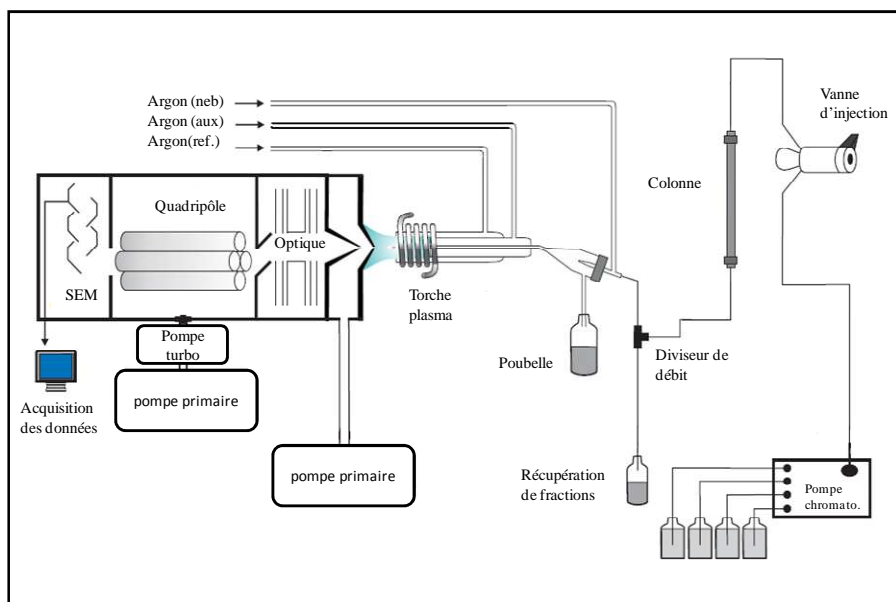 Argon (neb)
Argon (aux)
Argon(ref.)
Vanne
d’injection
Colonne
Quadripôle
Optique
SEM
Torche
plasma
Pompe
turbo
Poubelle
Diviseur de
débit
pompe primaire
Acquisition
des données
pompe primaire
Récupération
de fractions
Pompe
chromato.